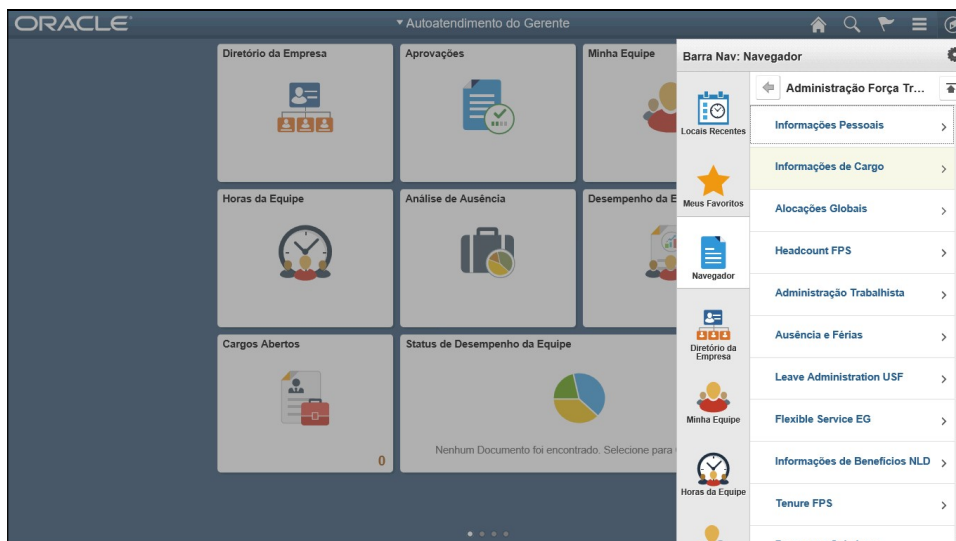 ORACLE
Autoatendimento do Gerente
Diretório da Empresa
Aprovações
Minha Equipe
Horas da Equipe
Análise de Ausência
Desempenho da E
Cargos Abertos
0
Status de Desempenho da Equipe
Nenhum Documento foi encontrado. Selecione para
Barra Nav: Navegador
Locais Recentes
Meus Favoritos
Navegador
Diretório da
Empresa
Minha Equipe
Horas da Equipe
Administração Força Tr...
Informações Pessoais
Informações de Cargo
Alocações Globais
Headcount FPS
Administração Trabalhista
Ausência e Férias
Leave Administration USF
Flexible Service EG
Informações de Benefícios NLD
Tenure FPS